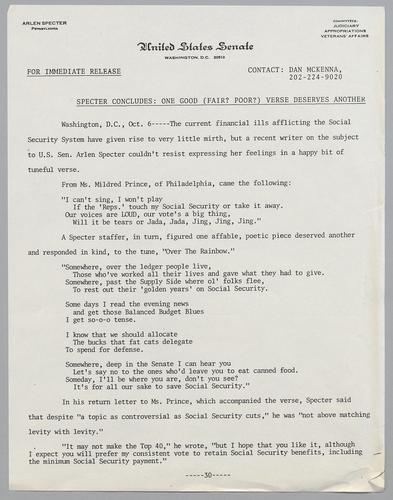 ARLEN SPECTER
PENNSYLVANIA
COMMITTEES:
JUDICIARY
APPROPRIATIONS
VETERANS' AFFAIRS
United States Senate
WASHINGTON, D.C. 20510
FOR IMMEDIATE RELEASE
CONTACT: DAN MCKENNA,
202-224-9020
SPECTER CONCLUDES: ONE GOOD (FAIR? POOR?) VERSE DESERVES ANOTHER
Washington, D.C., Oct. 6-----The current financial ills afflicting the Social
Security System have given rise to very little mirth, but a recent writer on the subject
to U.S. Sen. Arlen Specter couldn't resist expressing her feelings in a happy bit of
tuneful verse.
From Ms. Mildred Prince, of Philadelphia, came the following:
"I can't sing, I won't play
If the 'Reps.' touch my Social Security or take it away.
Our voices are LOUD, our vote's a big thing,
Will it be tears or Jada, Jada, Jing, Jing, Jing."
A Specter staffer, in turn, figured one affable, poetic piece deserved another
and responded in kind, to the tune, "Over The Rainbow."
"Somewhere, over the ledger people live,
Those who've worked all their lives and gave what they had to give.
Somewhere, past the Supply Side where ol' folks flee,
To rest out their 'golden years' on Social Security.
Some days I read the evening news
and get those Balanced Budget Blues
I get so-o-o tense.
I know that we should allocate
The bucks that fat cats delegate
To spend for defense.
Somewhere, deep in the Senate I can hear you
Let's say no to the ones who'd leave you to eat canned food.
Someday, I'll be where you are, don't you see?
It's for all our sake to save Social Security."
In his return letter to Ms. Prince, which accompanied the verse, Specter said
that despite "a topic as controversial as Social Security cuts," he was "not above matching
levity with levity."
"It may not make the Top 40," he wrote, "but I hope that you like it, although
I expect you will prefer my consistent vote to retain Social Security benefits, including
the minimum Social Security payment."
-----30-----